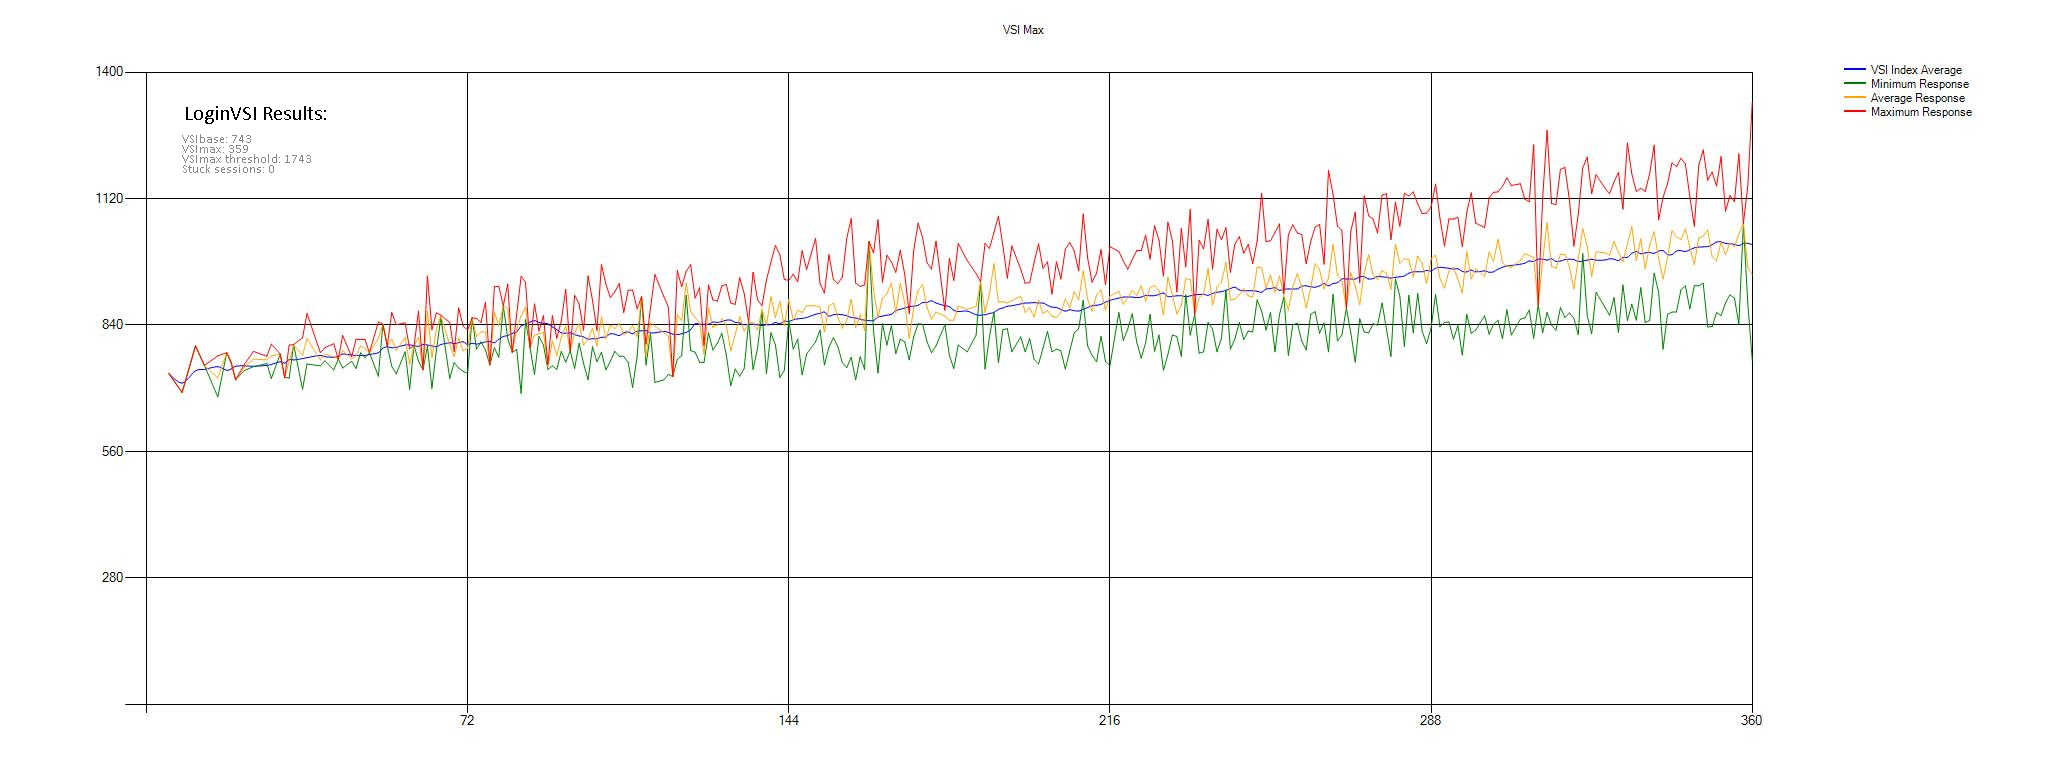 VSI Max
1400
1120
840
560
280
72
144
216
288
360
LoginVSI Results:
VSIbase: 743
VSImax: 359
VSImax threshold: 1743
Stuck sessions: 0
VSI Index Average
Minimum Response
Average Response
Maximum Response